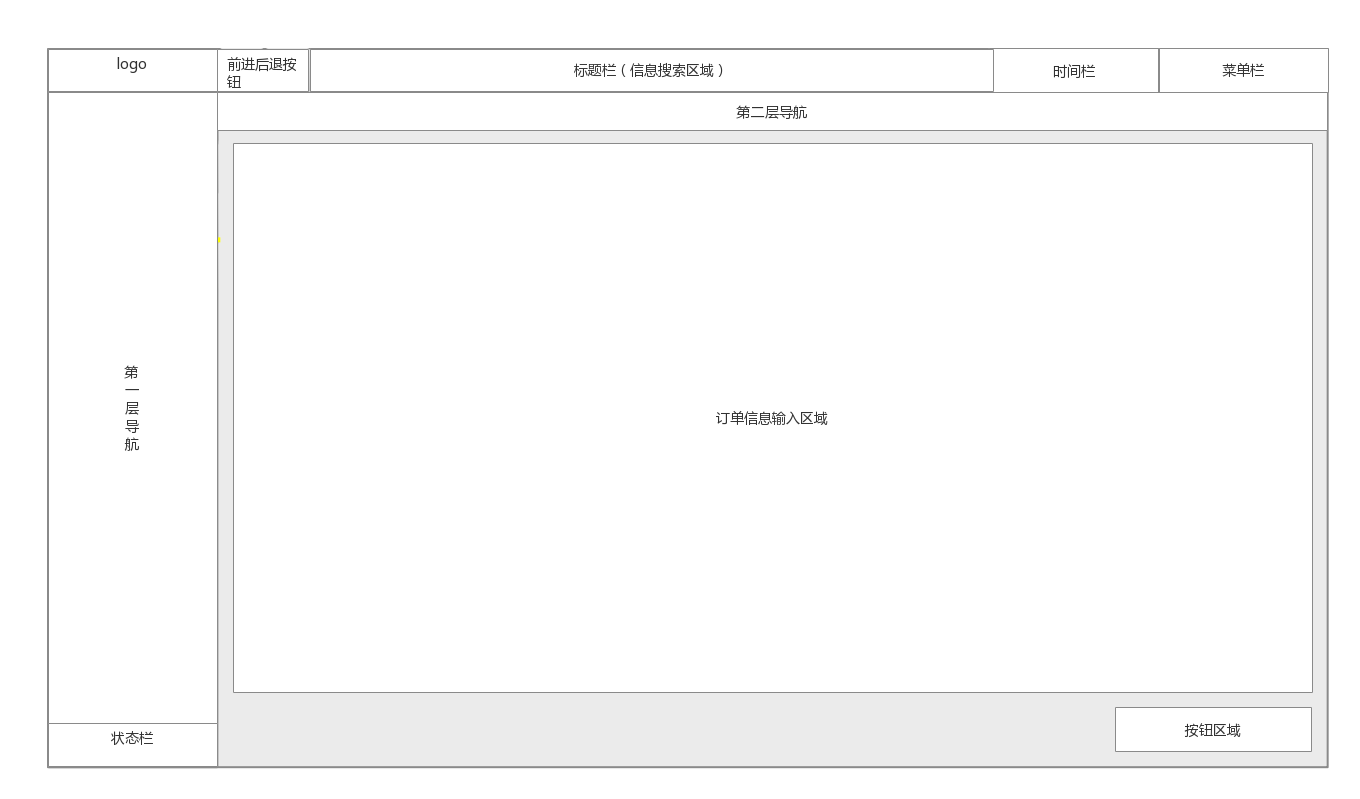 logo
前进后退按
钮
标题栏（信息搜索区域）
时间栏
菜单栏
第二层导航
第
一
层
导
航
订单信息输入区域
状态栏
按钮区域